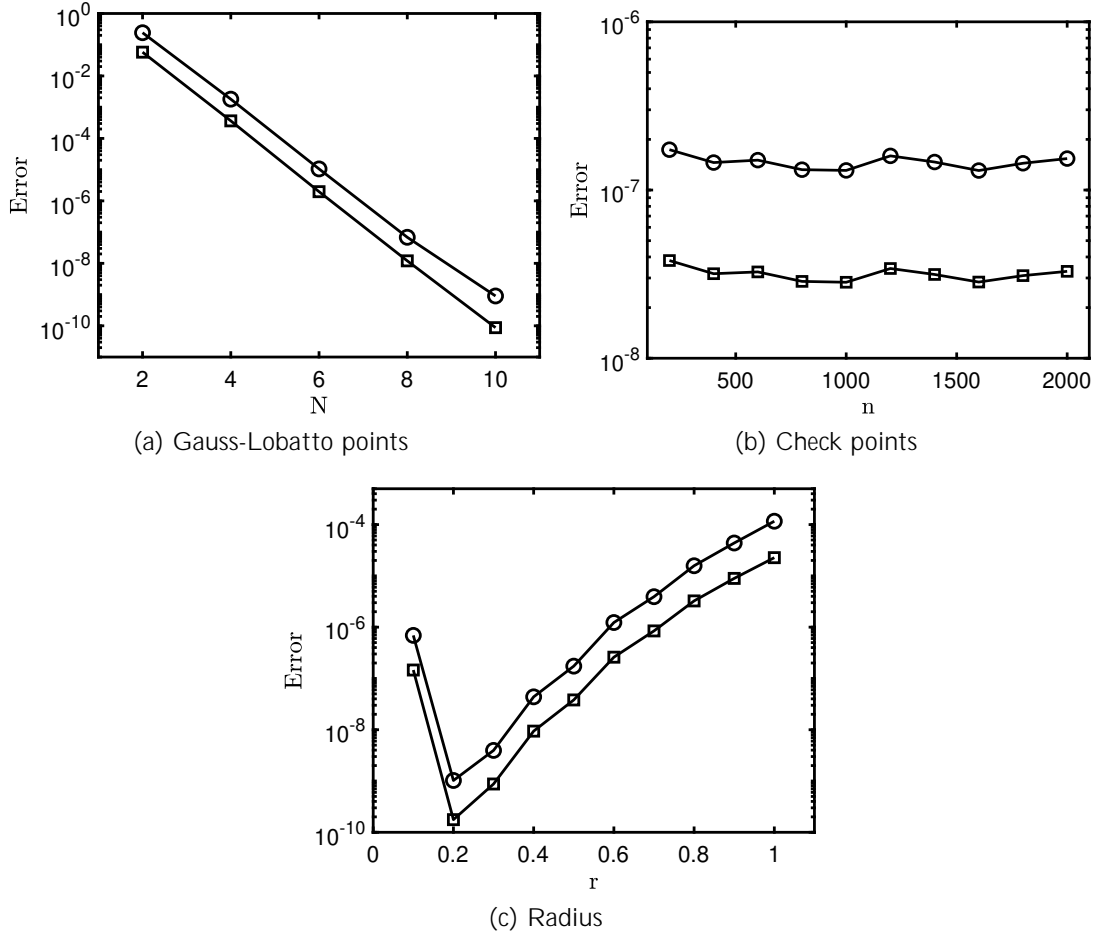 10^0
10^-2
10^-4
10^-6
10^-8
10^-10
Error
2 4 6 8 10
N
(a) Gauss-Lobatto points
10^-6
10^-7
10^-8
Error
500 1000 1400 2000
n
(b) Check points
10^-4
10^-6
10^-8
10^-10
Error
0 0.2 0.4 0.6 0.8 1
r
(c) Radius